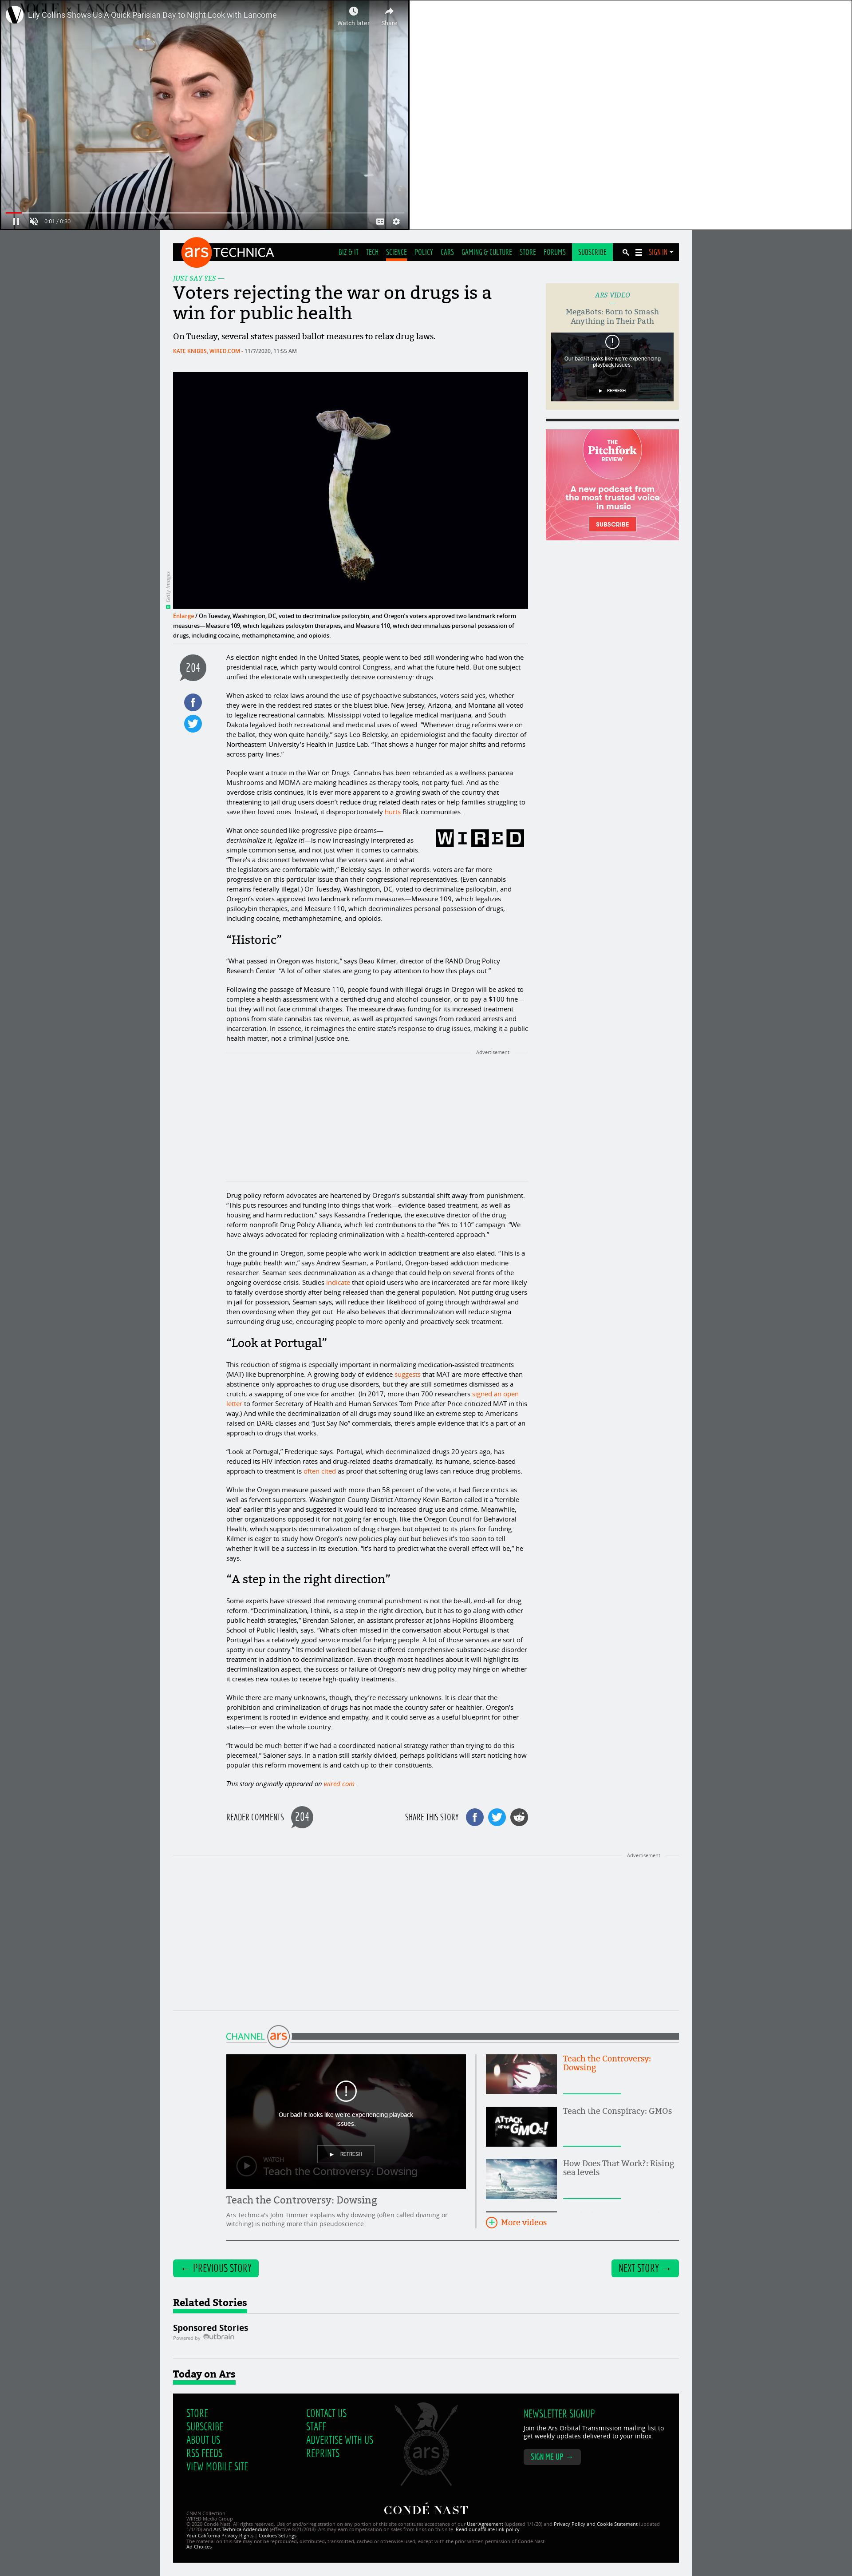 VOGUE × LANCÔME
Lily Collins Shows Us A Quick Parisian Day to Night Look with Lancome
Watch later
Share
0:01 / 0:30
ars TECHNICA
BIZ & IT TECH SCIENCE POLICY CARS GAMING & CULTURE STORE FORUMS SUBSCRIBE SIGN IN
JUST SAY YES —
Voters rejecting the war on drugs is a
win for public health
On Tuesday, several states passed ballot measures to relax drug laws.
KATE KNIBBS, WIRED.COM - 11/7/2020, 11:55 AM
ARS VIDEO
MegaBots: Born to Smash
Anything in Their Path
Our bad! It looks like we're experiencing
playback issues.
REFRESH
THE
Pitchfork
REVIEW
A new podcast from
the most trusted voice
in music
SUBSCRIBE
Getty Images
Enlarge / On Tuesday, Washington, DC, voted to decriminalize psilocybin, and Oregon's voters approved two landmark reform
measures—Measure 109, which legalizes psilocybin therapies, and Measure 110, which decriminalizes personal possession of
drugs, including cocaine, methamphetamine, and opioids.
204
As election night ended in the United States, people went to bed still wondering who had won the
presidential race, which party would control Congress, and what the future held. But one subject
unified the electorate with unexpectedly decisive consistency: drugs.
When asked to relax laws around the use of psychoactive substances, voters said yes, whether
they were in the reddest red states or the bluest blue. New Jersey, Arizona, and Montana all voted
to legalize recreational cannabis. Mississippi voted to legalize medical marijuana, and South
Dakota legalized both recreational and medicinal uses of weed. “Whenever drug reforms were on
the ballot, they won quite handily,” says Leo Beletsky, an epidemiologist and the faculty director of
Northeastern University’s Health in Justice Lab. “That shows a hunger for major shifts and reforms
across party lines.”
People want a truce in the War on Drugs. Cannabis has been rebranded as a wellness panacea.
Mushrooms and MDMA are making headlines as therapy tools, not party fuel. And as the
overdose crisis continues, it is ever more apparent to a growing swath of the country that
threatening to jail drug users doesn’t reduce drug-related death rates or help families struggling to
save their loved ones. Instead, it disproportionately hurts Black communities.
WIRED
What once sounded like progressive pipe dreams—
decriminalize it, legalize it!—is now increasingly interpreted as
simple common sense, and not just when it comes to cannabis.
“There’s a disconnect between what the voters want and what
the legislators are comfortable with,” Beletsky says. In other words: voters are far more
progressive on this particular issue than their congressional representatives. (Even cannabis
remains federally illegal.) On Tuesday, Washington, DC, voted to decriminalize psilocybin, and
Oregon’s voters approved two landmark reform measures—Measure 109, which legalizes
psilocybin therapies, and Measure 110, which decriminalizes personal possession of drugs,
including cocaine, methamphetamine, and opioids.
“Historic”
“What passed in Oregon was historic,” says Beau Kilmer, director of the RAND Drug Policy
Research Center. “A lot of other states are going to pay attention to how this plays out.”
Following the passage of Measure 110, people found with illegal drugs in Oregon will be asked to
complete a health assessment with a certified drug and alcohol counselor, or to pay a $100 fine—
but they will not face criminal charges. The measure draws funding for its increased treatment
options from state cannabis tax revenue, as well as projected savings from reduced arrests and
incarceration. In essence, it reimagines the entire state’s response to drug issues, making it a public
health matter, not a criminal justice one.
Advertisement
Drug policy reform advocates are heartened by Oregon’s substantial shift away from punishment.
“This puts resources and funding into things that work—evidence-based treatment, as well as
housing and harm reduction,” says Kassandra Frederique, the executive director of the drug
reform nonprofit Drug Policy Alliance, which led contributions to the “Yes to 110” campaign. “We
have always advocated for replacing criminalization with a health-centered approach.”
On the ground in Oregon, some people who work in addiction treatment are also elated. “This is a
huge public health win,” says Andrew Seaman, a Portland, Oregon-based addiction medicine
researcher. Seaman sees decriminalization as a change that could help on several fronts of the
ongoing overdose crisis. Studies indicate that opioid users who are incarcerated are far more likely
to fatally overdose shortly after being released than the general population. Not putting drug users
in jail for possession, Seaman says, will reduce their likelihood of going through withdrawal and
then overdosing when they get out. He also believes that decriminalization will reduce stigma
surrounding drug use, encouraging people to more openly and proactively seek treatment.
“Look at Portugal”
This reduction of stigma is especially important in normalizing medication-assisted treatments
(MAT) like buprenorphine. A growing body of evidence suggests that MAT are more effective than
abstinence-only approaches to drug use disorders, but they are still sometimes dismissed as a
crutch, a swapping of one vice for another. (In 2017, more than 700 researchers signed an open
letter to former Secretary of Health and Human Services Tom Price after Price criticized MAT in this
way.) And while the decriminalization of all drugs may sound like an extreme step to Americans
raised on DARE classes and “Just Say No” commercials, there’s ample evidence that it’s a part of an
approach to drugs that works.
“Look at Portugal,” Frederique says. Portugal, which decriminalized drugs 20 years ago, has
reduced its HIV infection rates and drug-related deaths dramatically. Its humane, science-based
approach to treatment is often cited as proof that softening drug laws can reduce drug problems.
While the Oregon measure passed with more than 58 percent of the vote, it had fierce critics as
well as fervent supporters. Washington County District Attorney Kevin Barton called it a “terrible
idea” earlier this year and suggested it would lead to increased drug use and crime. Meanwhile,
other organizations opposed it for not going far enough, like the Oregon Council for Behavioral
Health, which supports decriminalization of drug charges but objected to its plans for funding.
Kilmer is eager to study how Oregon’s new policies play out but believes it’s too soon to tell
whether it will be a success in its execution. “It’s hard to predict what the overall effect will be,” he
says.
“A step in the right direction”
Some experts have stressed that removing criminal punishment is not the be-all, end-all for drug
reform. “Decriminalization, I think, is a step in the right direction, but it has to go along with other
public health strategies,” Brendan Saloner, an assistant professor at Johns Hopkins Bloomberg
School of Public Health, says. “What’s often missed in the conversation about Portugal is that
Portugal has a relatively good service model for helping people. A lot of those services are sort of
spotty in our country.” Its model worked because it offered comprehensive substance-use disorder
treatment in addition to decriminalization. Even though most headlines about it will highlight its
decriminalization aspect, the success or failure of Oregon’s new drug policy may hinge on whether
it creates new routes to receive high-quality treatments.
While there are many unknowns, though, they’re necessary unknowns. It is clear that the
prohibition and criminalization of drugs has not made the country safer or healthier. Oregon’s
experiment is rooted in evidence and empathy, and it could serve as a useful blueprint for other
states—or even the whole country.
“It would be much better if we had a coordinated national strategy rather than trying to do this
piecemeal,” Saloner says. In a nation still starkly divided, perhaps politicians will start noticing how
popular this reform movement is and catch up to their constituents.
This story originally appeared on wired.com.
READER COMMENTS 204
SHARE THIS STORY
Advertisement
CHANNEL ars
Our bad! It looks like we're experiencing playback
issues.
REFRESH
WATCH
Teach the Controversy: Dowsing
Teach the Controversy: Dowsing
Ars Technica's John Timmer explains why dowsing (often called divining or
witching) is nothing more than pseudoscience.
Teach the Controversy:
Dowsing
ATTACK OF THE GMOs!
Teach the Conspiracy: GMOs
How Does That Work?: Rising
sea levels
More videos
← PREVIOUS STORY
NEXT STORY →
Related Stories
Sponsored Stories
Powered by Outbrain
Today on Ars
STORE
SUBSCRIBE
ABOUT US
RSS FEEDS
VIEW MOBILE SITE
CONTACT US
STAFF
ADVERTISE WITH US
REPRINTS
ars
NEWSLETTER SIGNUP
Join the Ars Orbital Transmission mailing list to
get weekly updates delivered to your inbox.
SIGN ME UP →
CONDÉ NAST
CNMN Collection
WIRED Media Group
© 2020 Condé Nast. All rights reserved. Use of and/or registration on any portion of this site constitutes acceptance of our User Agreement (updated 1/1/20) and Privacy Policy and Cookie Statement (updated
1/1/20) and Ars Technica Addendum (effective 8/21/2018). Ars may earn compensation on sales from links on this site. Read our affiliate link policy.
Your California Privacy Rights | Cookies Settings
The material on this site may not be reproduced, distributed, transmitted, cached or otherwise used, except with the prior written permission of Condé Nast.
Ad Choices